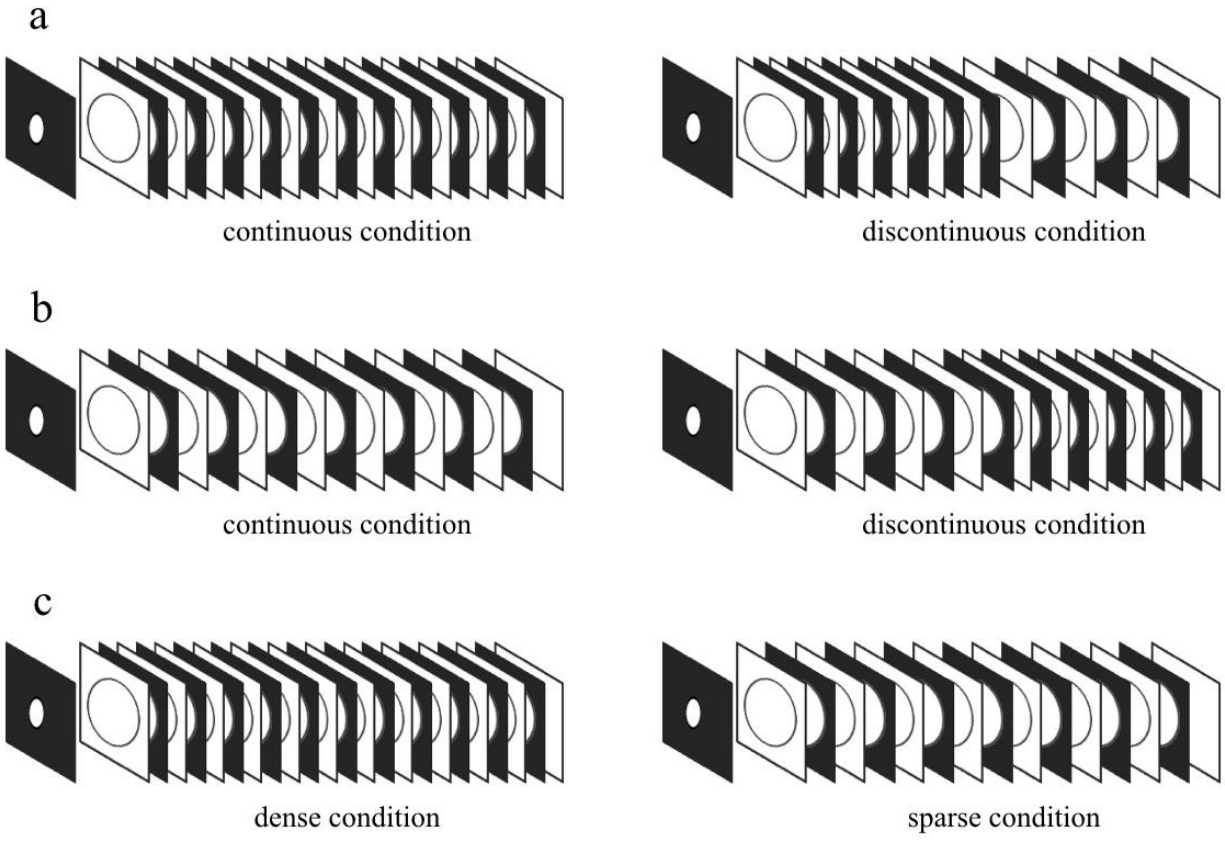 a
continuous condition
discontinuous condition
b
continuous condition
discontinuous condition
c
dense condition
sparse condition